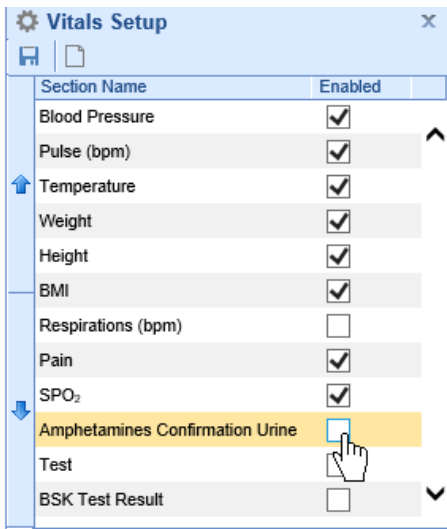 Vitals Setup
Section Name Enabled
Blood Pressure
Pulse (bpm)
Temperature
Weight
Height
BMI
Respirations (bpm)
Pain
SPO₂
Amphetamines Confirmation Urine
Test
BSK Test Result